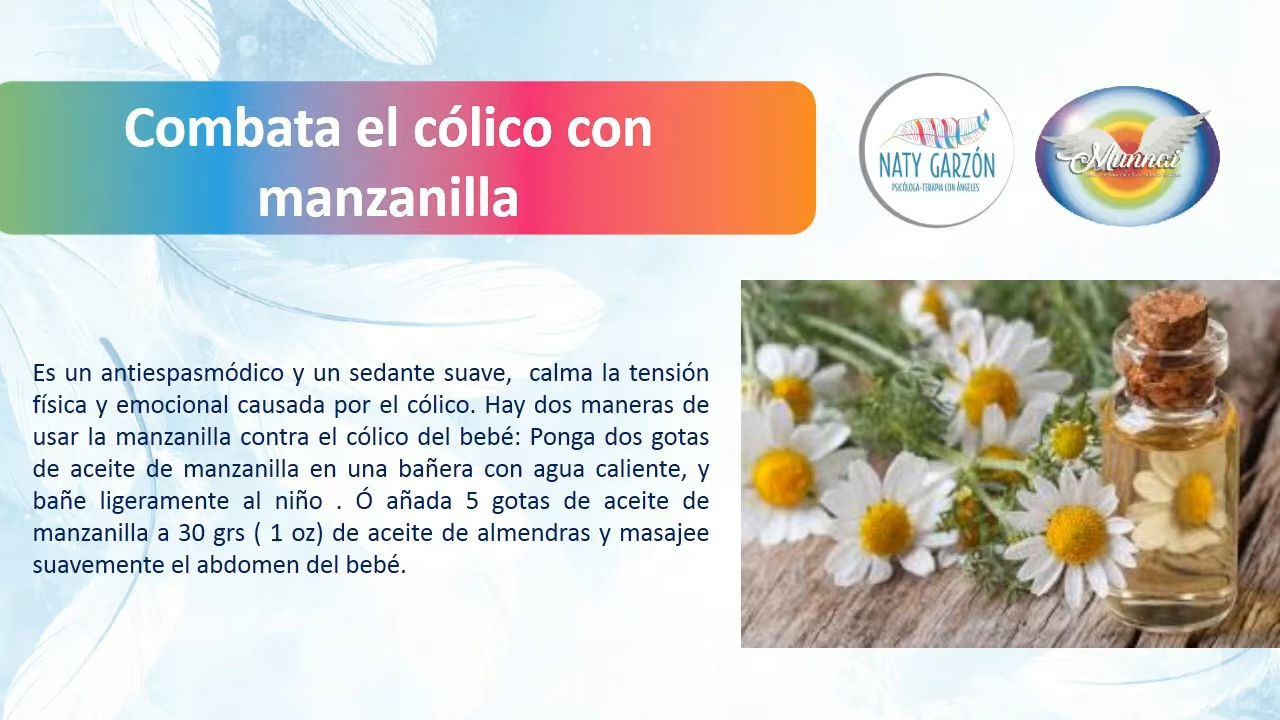 Combata el cólico con
manzanilla
NATY GARZÓN
PSICÓLOGA-TERAPIA CON ÁNGELES
Munnai
Es un antiespasmódico y un sedante suave, calma la tensión
física y emocional causada por el cólico. Hay dos maneras de
usar la manzanilla contra el cólico del bebé: Ponga dos gotas
de aceite de manzanilla en una bañera con agua caliente, y
bañe ligeramente al niño . Ó añada 5 gotas de aceite de
manzanilla a 30 grs ( 1 oz) de aceite de almendras y masajee
suavemente el abdomen del bebé.